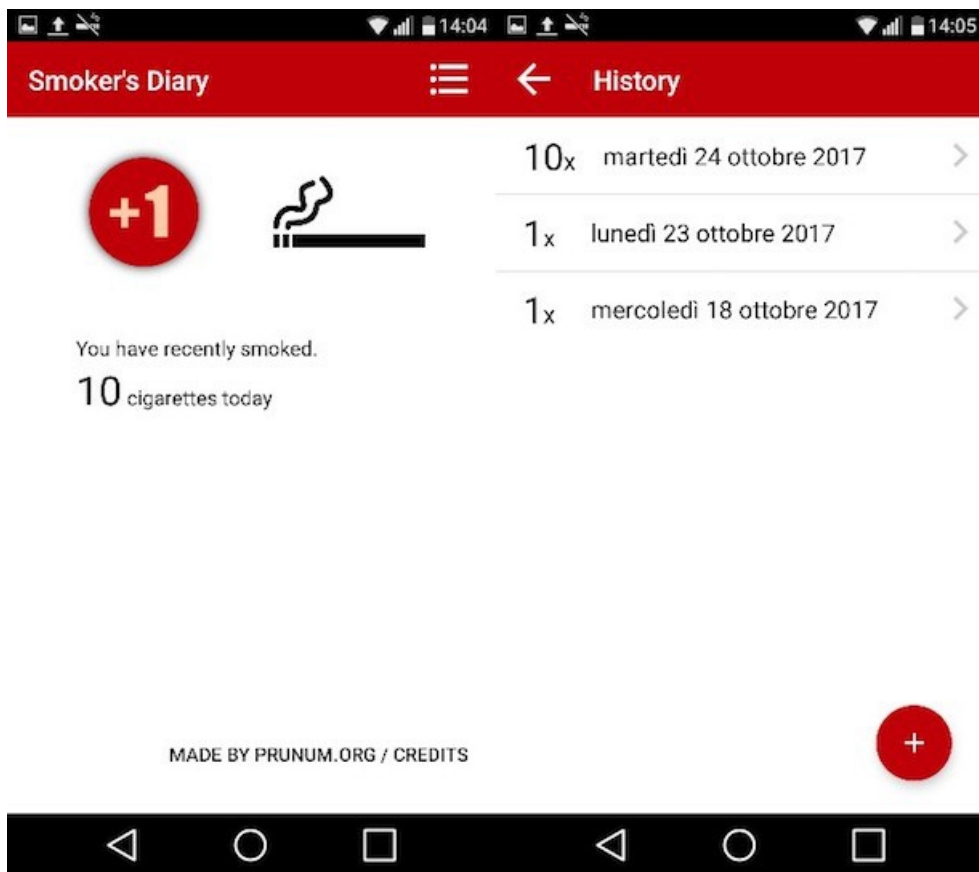 14:04
Smoker's Diary
+1
You have recently smoked.
10 cigarettes today
MADE BY PRUNUM.ORG / CREDITS
14:05
History
10x martedì 24 ottobre 2017
1x lunedì 23 ottobre 2017
1x mercoledì 18 ottobre 2017
+